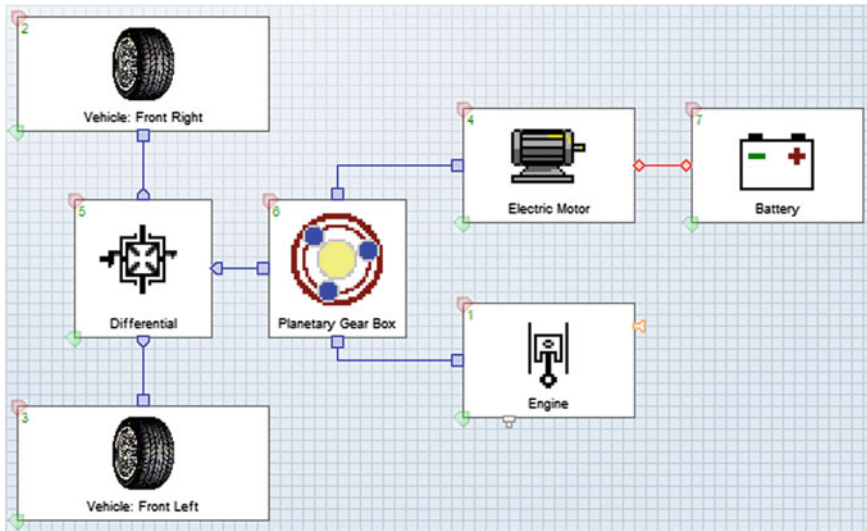 2
Vehicle: Front Right
4
Electric Motor
7
Battery
5
Differential
6
Planetary Gear Box
1
Engine
3
Vehicle: Front Left